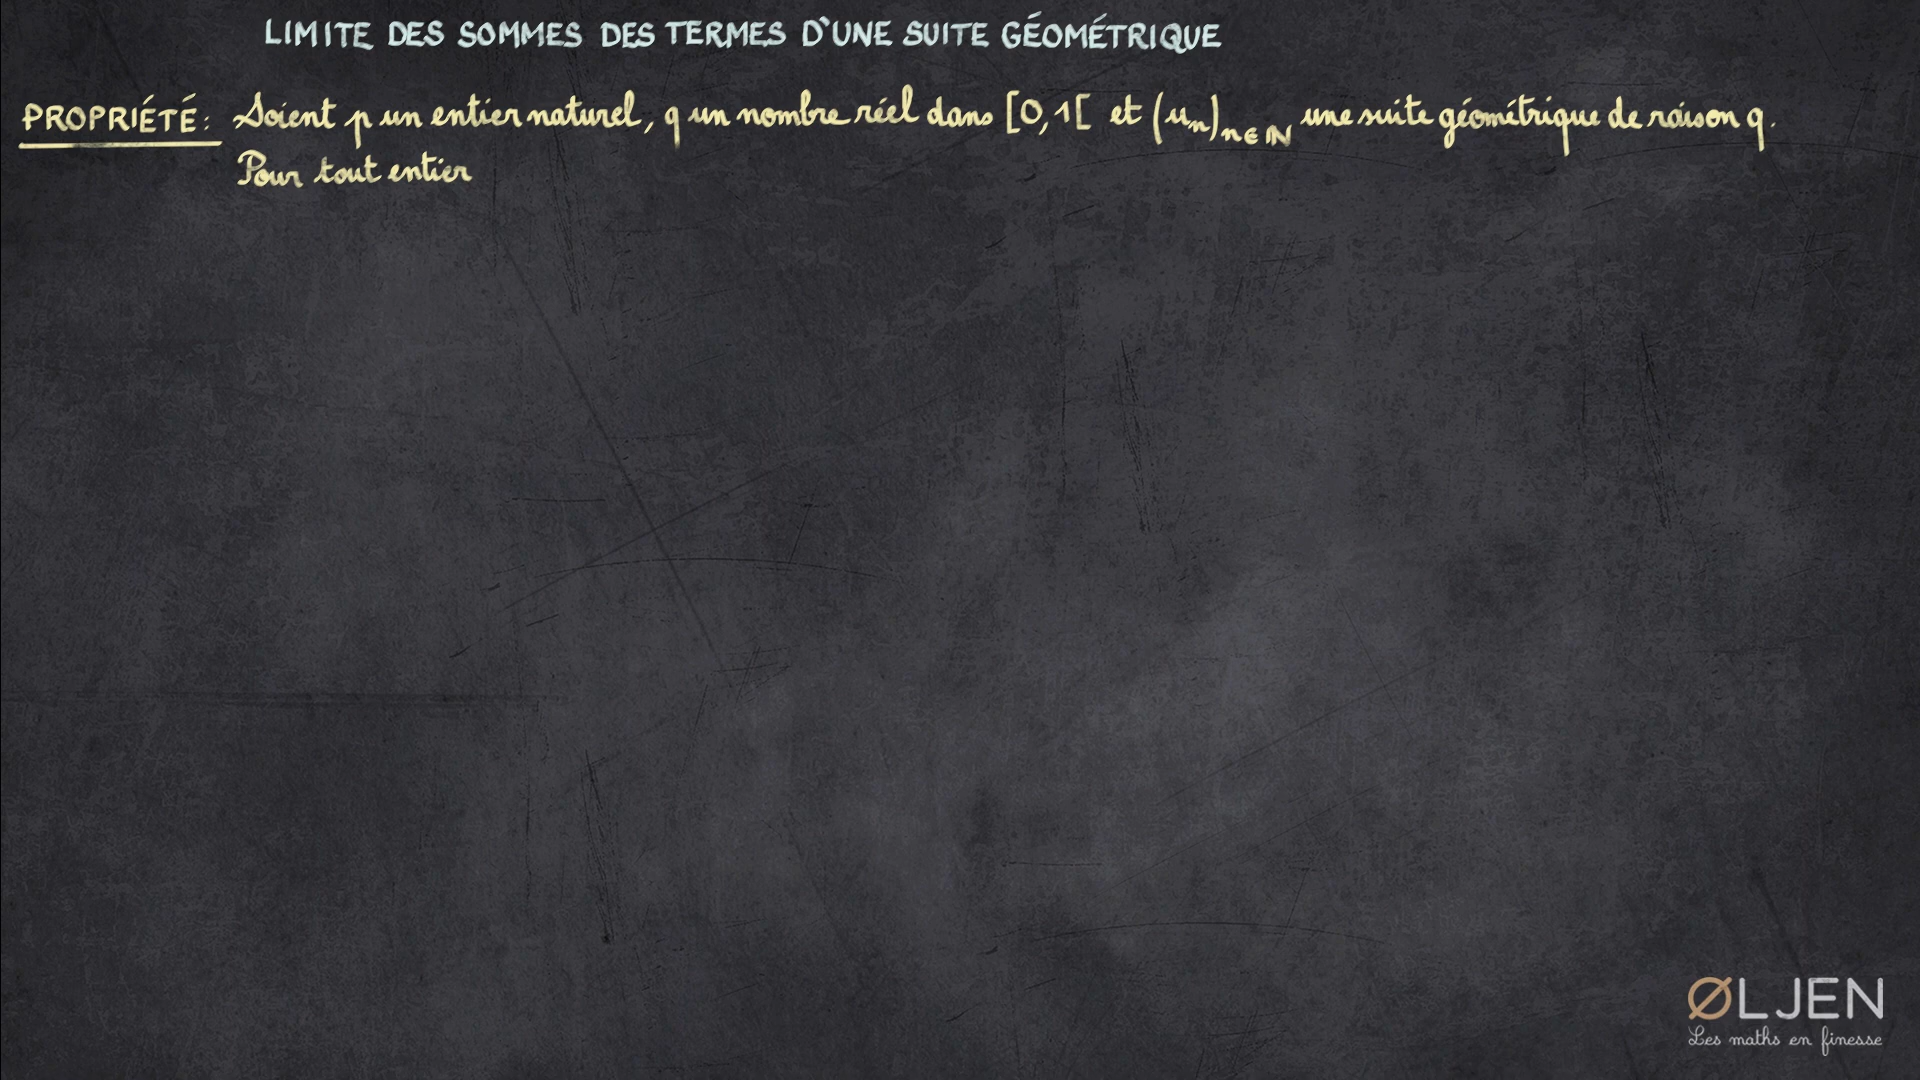 LIMITE DES SOMMES DES TERMES D'UNE SUITE GÉOMÉTRIQUE
PROPRIÉTÉ: Soient p un entier naturel, q un nombre réel dans [0,1[ et (uₙ)ₙ∈ℕ une suite géométrique de raison q.
Pour tout entier
ØLJEN
Les maths en finesse